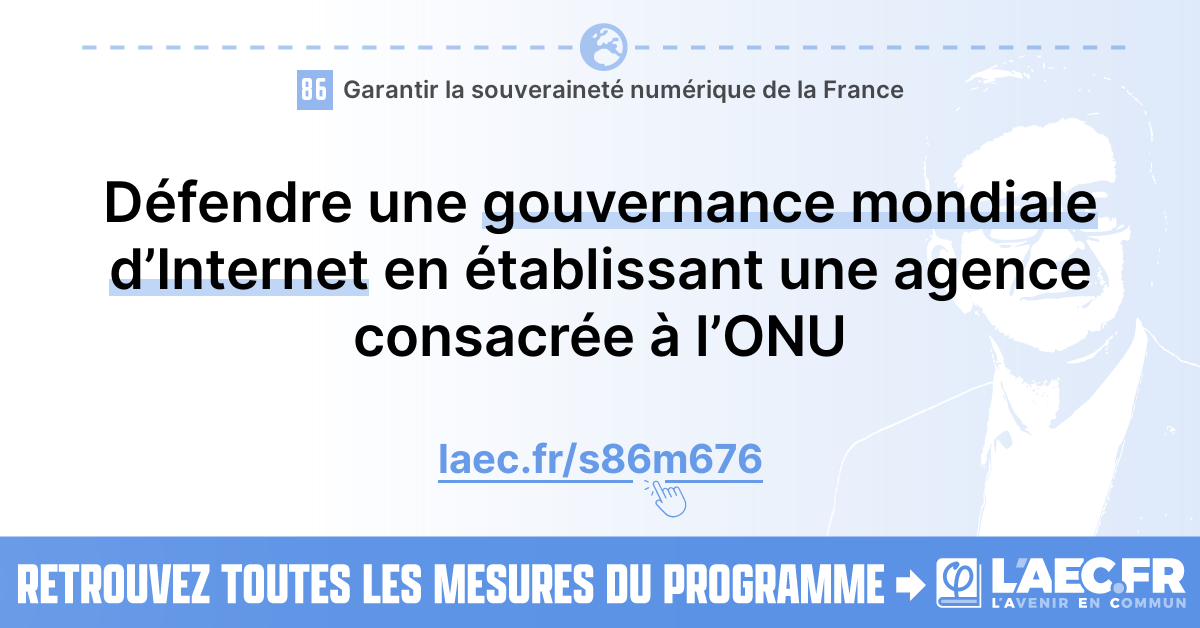 86 Garantir la souveraineté numérique de la France
Défendre une gouvernance mondiale
d’Internet en établissant une agence
consacrée à l’ONU
laec.fr/s86m676
RETROUVEZ TOUTES LES MESURES DU PROGRAMME
φ L'AEC.FR
L'AVENIR EN COMMUN